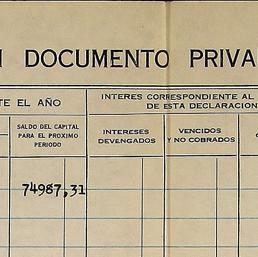 DOCUMENTO
TE EL AÑO
INTERES CORRESPONDIENTE AL
DE ESTA DECLARACION
SALDO DEL CAPITAL
PARA EL PROXIMO
PERIODO
INTERESES
DEVENGADOS
VENCIDOS
Y NO COBRADOS
74987,31